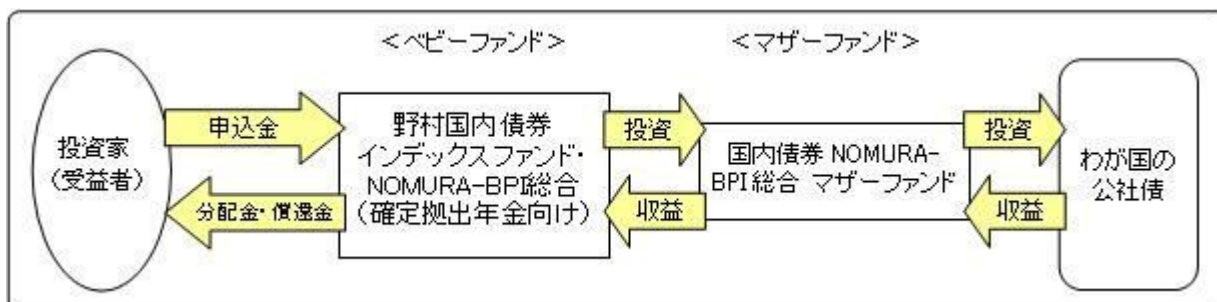 ＜ベビーファンド＞
＜マザーファンド＞
投資家
（受益者）
申込金
分配金・償還金
野村国内債券
インデックスファンド・
NOMURA-BPI総合
（確定拠出年金向け）
投資
収益
国内債券 NOMURA-
BPI総合 マザーファンド
投資
収益
わが国の
公社債